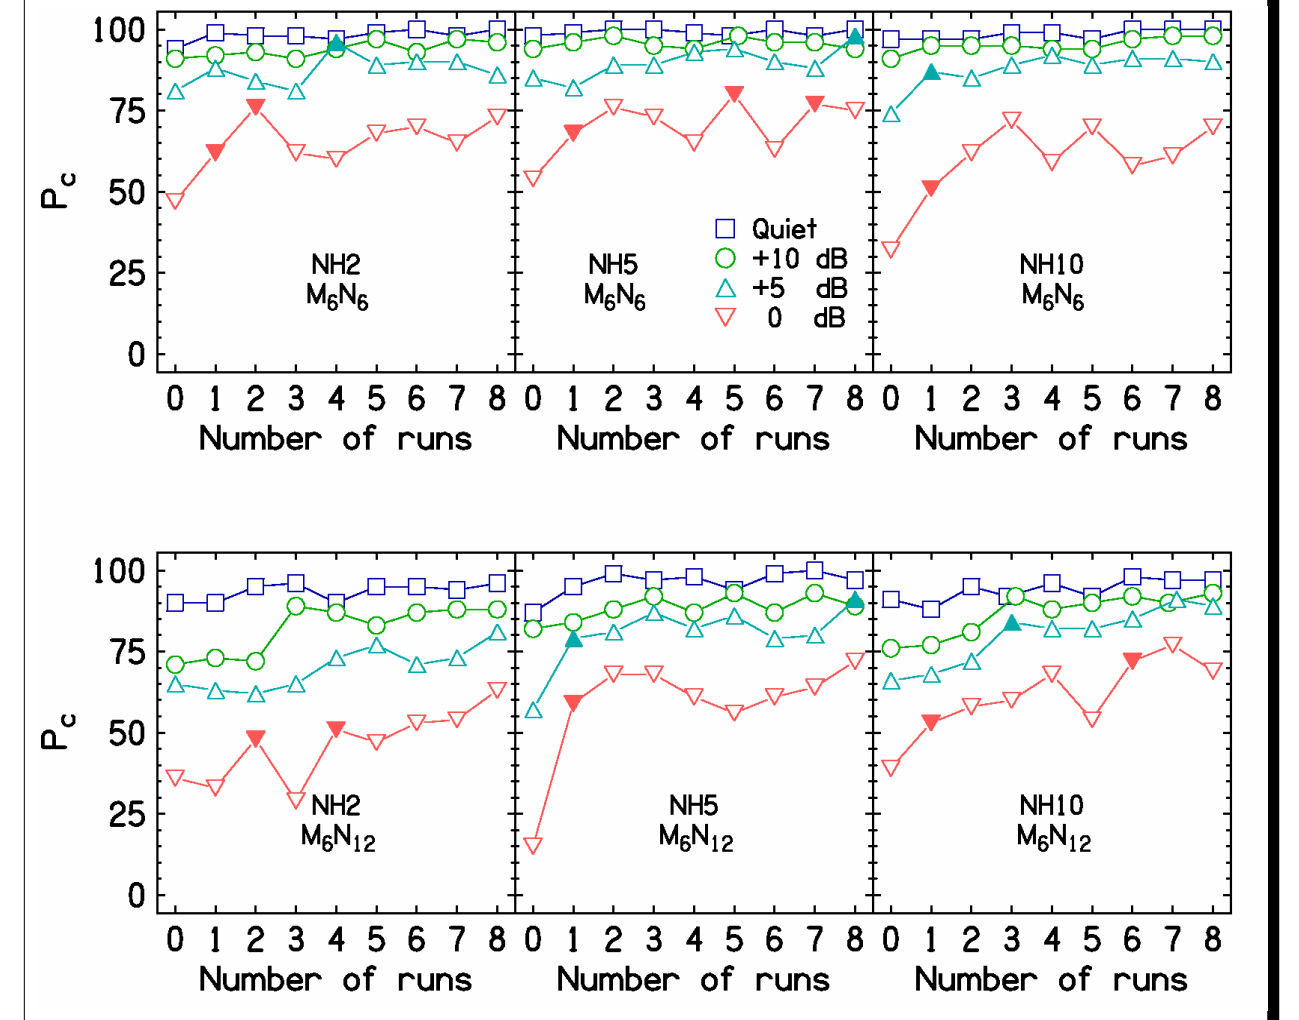 100
75
50
25
0
P_c
NH2
M₆N₆
NH5
M₆N₆
Quiet
+10 dB
+5 dB
0 dB
NH10
M₆N₆
0 1 2 3 4 5 6 7 8 0 1 2 3 4 5 6 7 8 0 1 2 3 4 5 6 7 8
Number of runs Number of runs Number of runs
100
75
50
25
0
P_c
NH2
M₆N₁₂
NH5
M₆N₁₂
NH10
M₆N₁₂
0 1 2 3 4 5 6 7 8 0 1 2 3 4 5 6 7 8 0 1 2 3 4 5 6 7 8
Number of runs Number of runs Number of runs